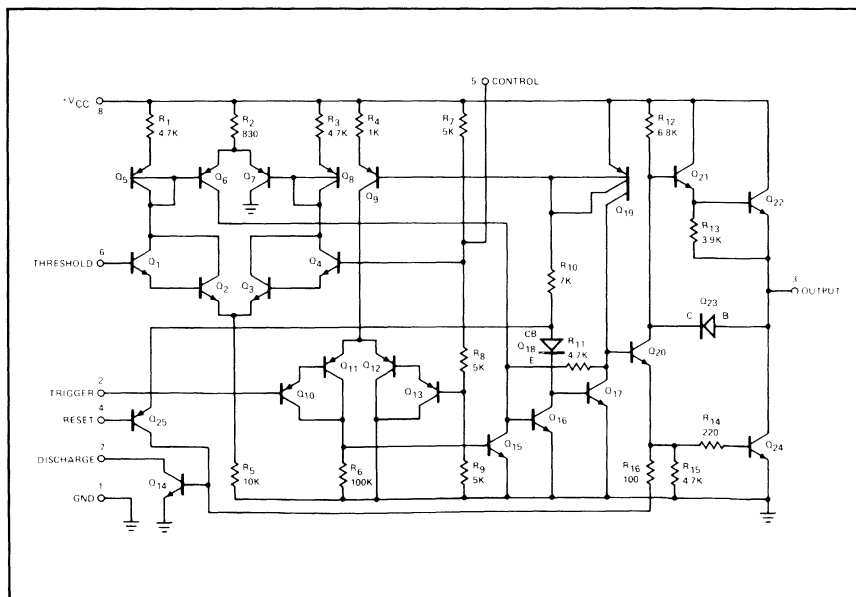 5 CONTROL
+VCC
8
R1
4.7K
R2
830
R3
4.7K
R4
1K
R7
5K
R12
6.8K
Q5
Q6
Q7
Q8
Q9
Q19
Q21
Q22
R13
3.9K
THRESHOLD 6
Q1
Q2
Q3
Q4
R10
7K
3
OUTPUT
Q23
C B
CB
Q18
E
R11
4.7K
Q20
R8
5K
Q11
Q12
TRIGGER 2
Q10
Q13
Q17
RESET 4
Q25
Q16
Q15
R14
220
Q24
DISCHARGE 7
Q14
R5
10K
R6
100K
R9
5K
R16
100
R15
4.7K
GND 1